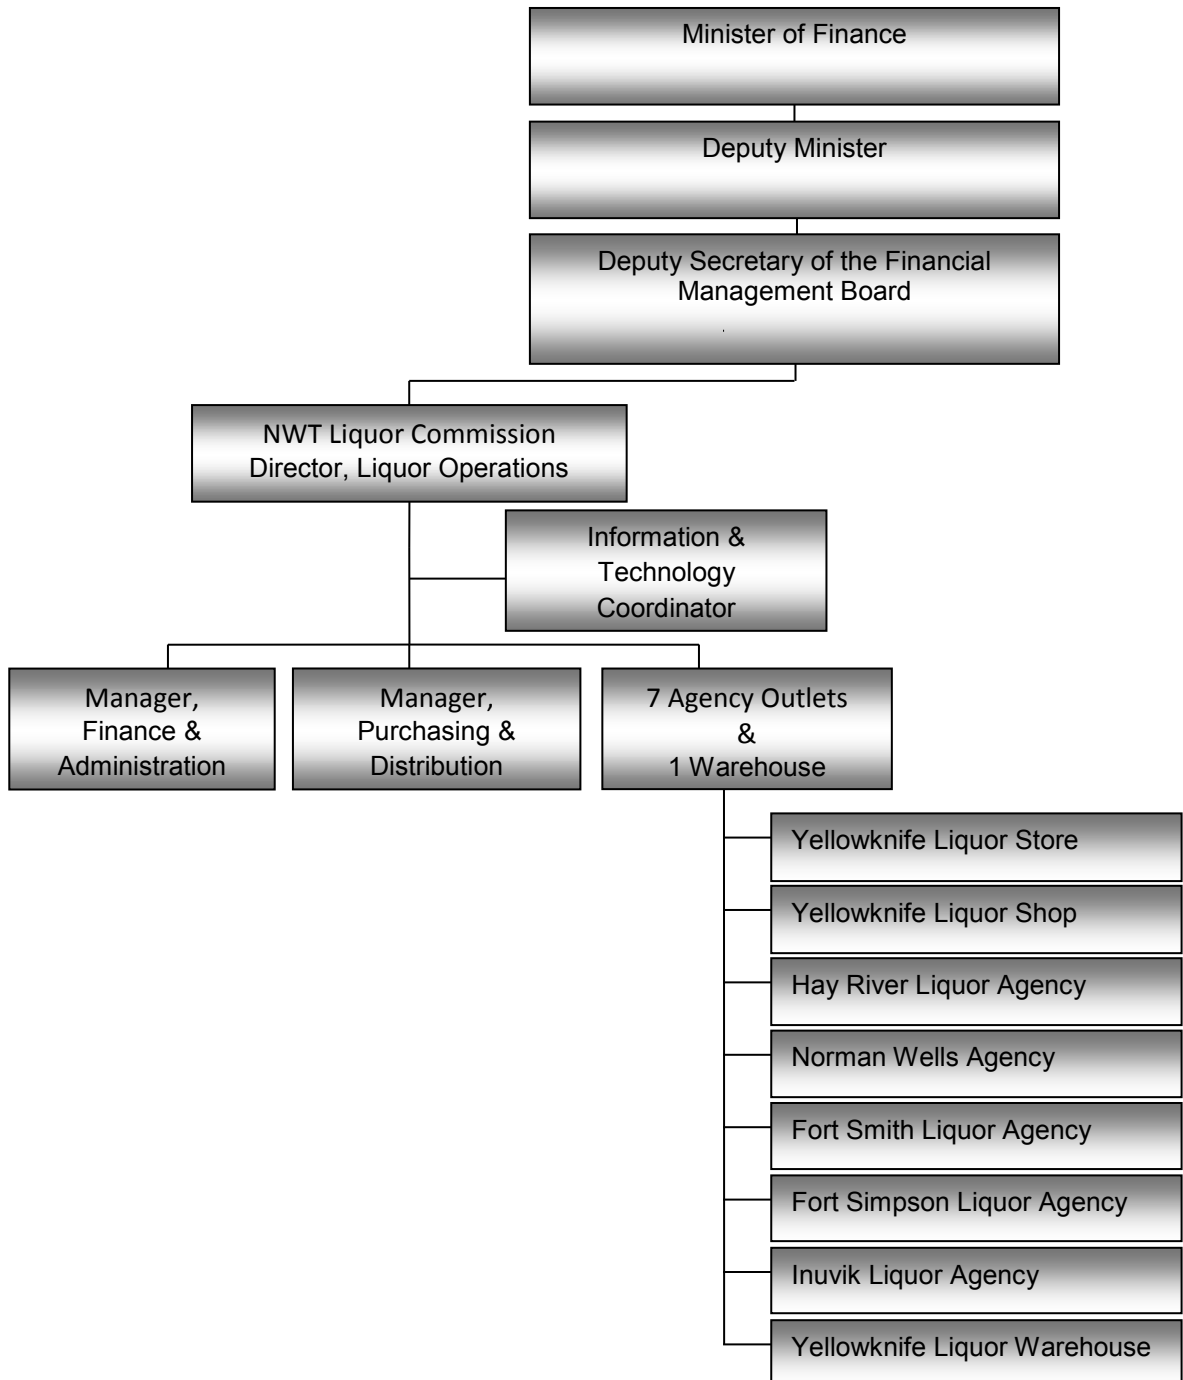 Minister of Finance
Deputy Minister
Deputy Secretary of the Financial
Management Board
.
NWT Liquor Commission
Director, Liquor Operations
Information &
Technology
Coordinator
Manager,
Finance &
Administration
Manager,
Purchasing &
Distribution
7 Agency Outlets
&
1 Warehouse
Yellowknife Liquor Store
Yellowknife Liquor Shop
Hay River Liquor Agency
Norman Wells Agency
Fort Smith Liquor Agency
Fort Simpson Liquor Agency
Inuvik Liquor Agency
Yellowknife Liquor Warehouse